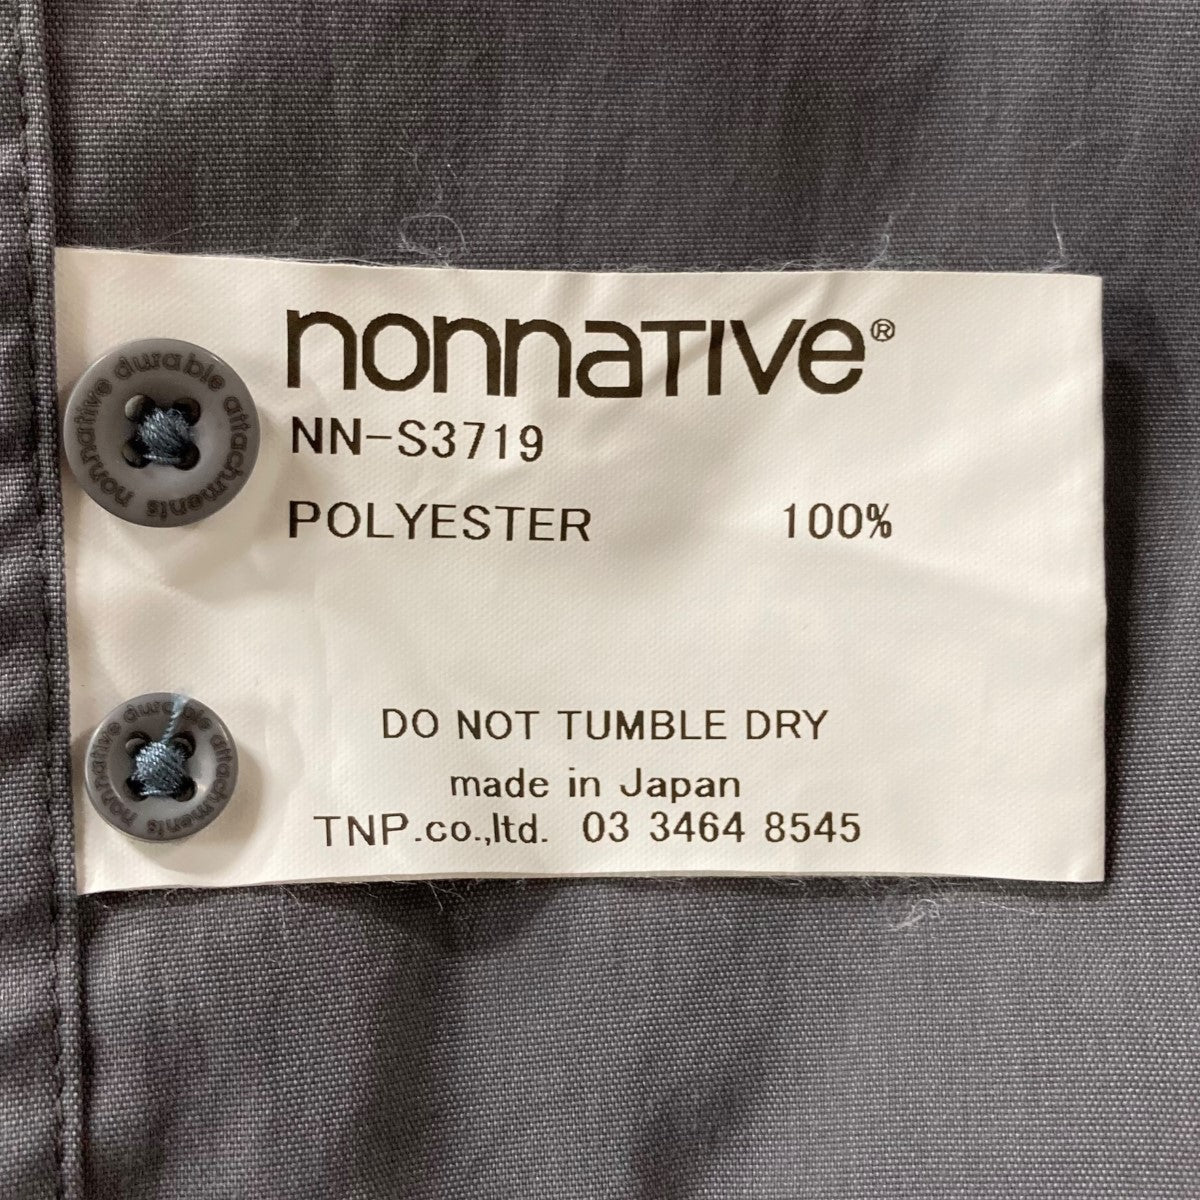 nonnaTIVe®
NN-S3719
POLYESTER 100%
DO NOT TUMBLE DRY
made in Japan
TNP.co.,ltd. 03 3464 8545
nonnative durable attachments
nonnative durable attachments